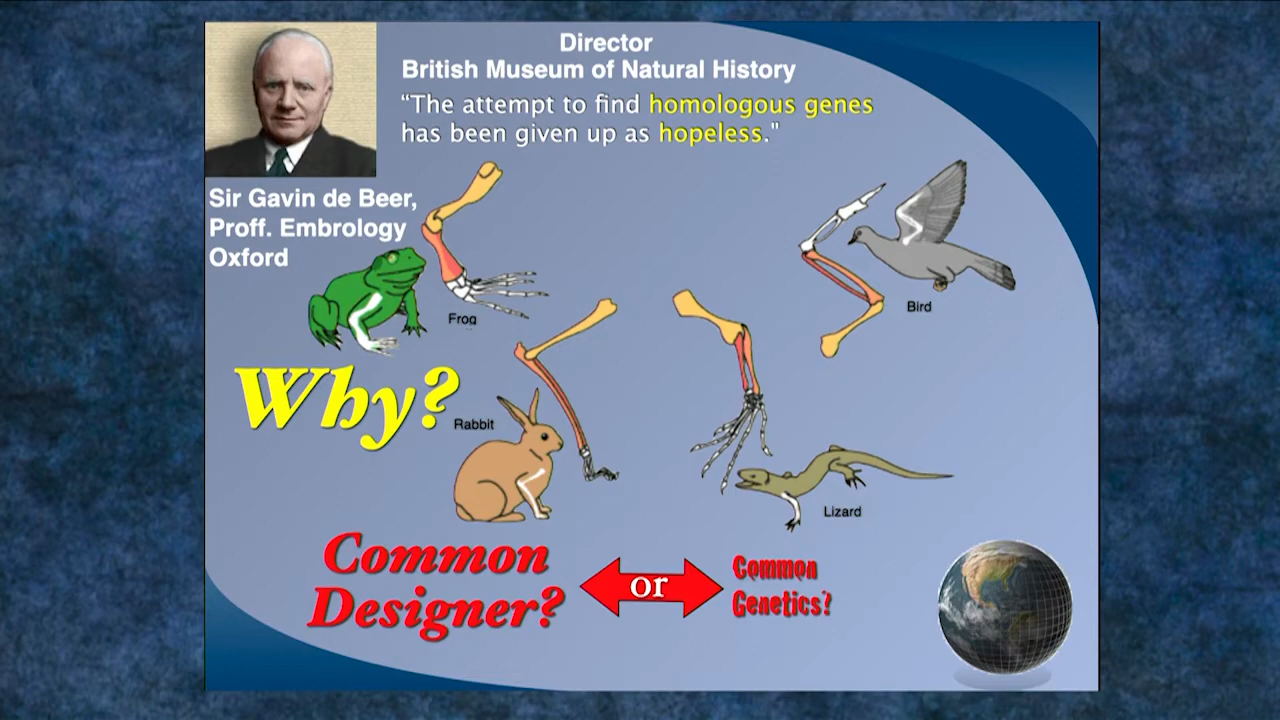 Director
British Museum of Natural History
“The attempt to find homologous genes
has been given up as hopeless."
Sir Gavin de Beer,
Proff. Embrology
Oxford
Frog
Bird
Why?
Rabbit
Lizard
Common
Designer?
or
Common
Genetics?